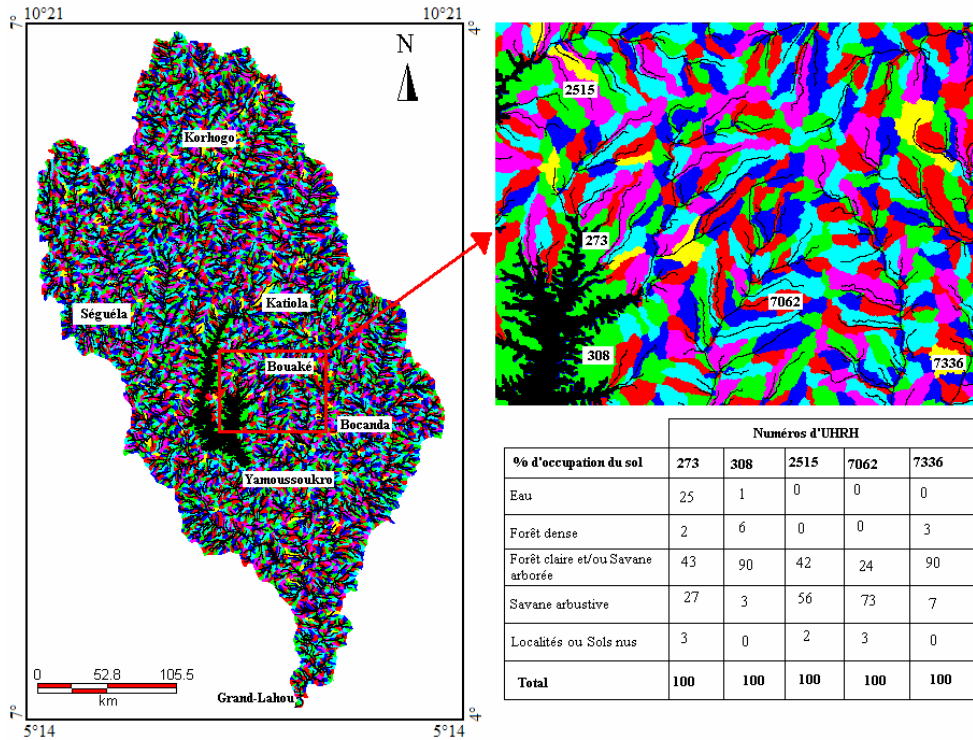 10°21 10°21
7° 4°
N
Korhogo
Séguéla
Katiola
Bouaké
Bocanda
Yamoussoukro
0 52.8 105.5
km
Grand-Lahou
7° 4°
5°14 5°14
2515
273
7062
308
7336
Numéros d'UHRH
% d'occupation du sol 273 308 2515 7062 7336
Eau 25 1 0 0 0
Forêt dense 2 6 0 0 3
Forêt claire et/ou Savane
arborée 43 90 42 24 90
Savane arbustive 27 3 56 73 7
Localités ou Sols nus 3 0 2 3 0
Total 100 100 100 100 100